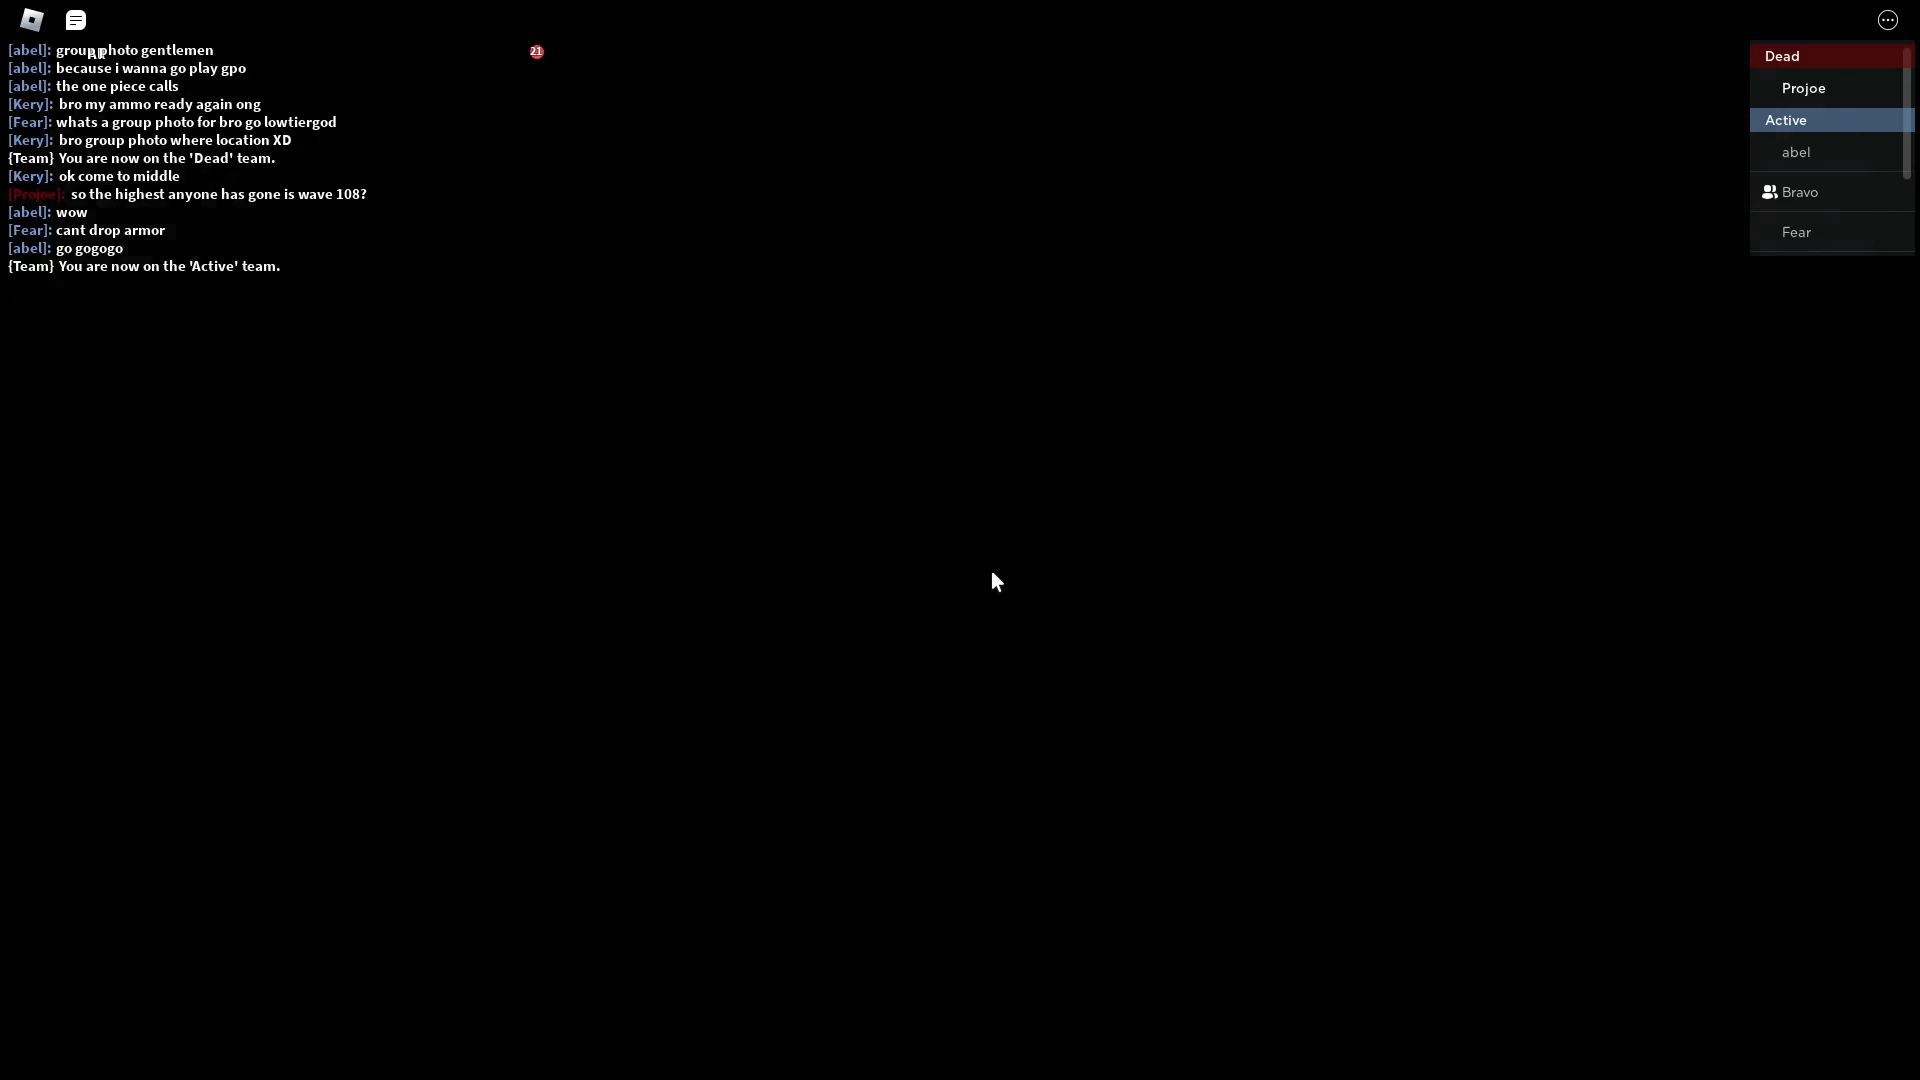 [abel]: group photo gentlemen
21
[abel]: because i wanna go play gpo
[abel]: the one piece calls
[Kery]: bro my ammo ready again ong
[Fear]: whats a group photo for bro go lowtiergod
[Kery]: bro group photo where location XD
{Team} You are now on the 'Dead' team.
[Kery]: ok come to middle
[Projoe]: so the highest anyone has gone is wave 108?
[abel]: wow
[Fear]: cant drop armor
[abel]: go gogogo
{Team} You are now on the 'Active' team.
Dead
Projoe
Active
abel
Bravo
Fear